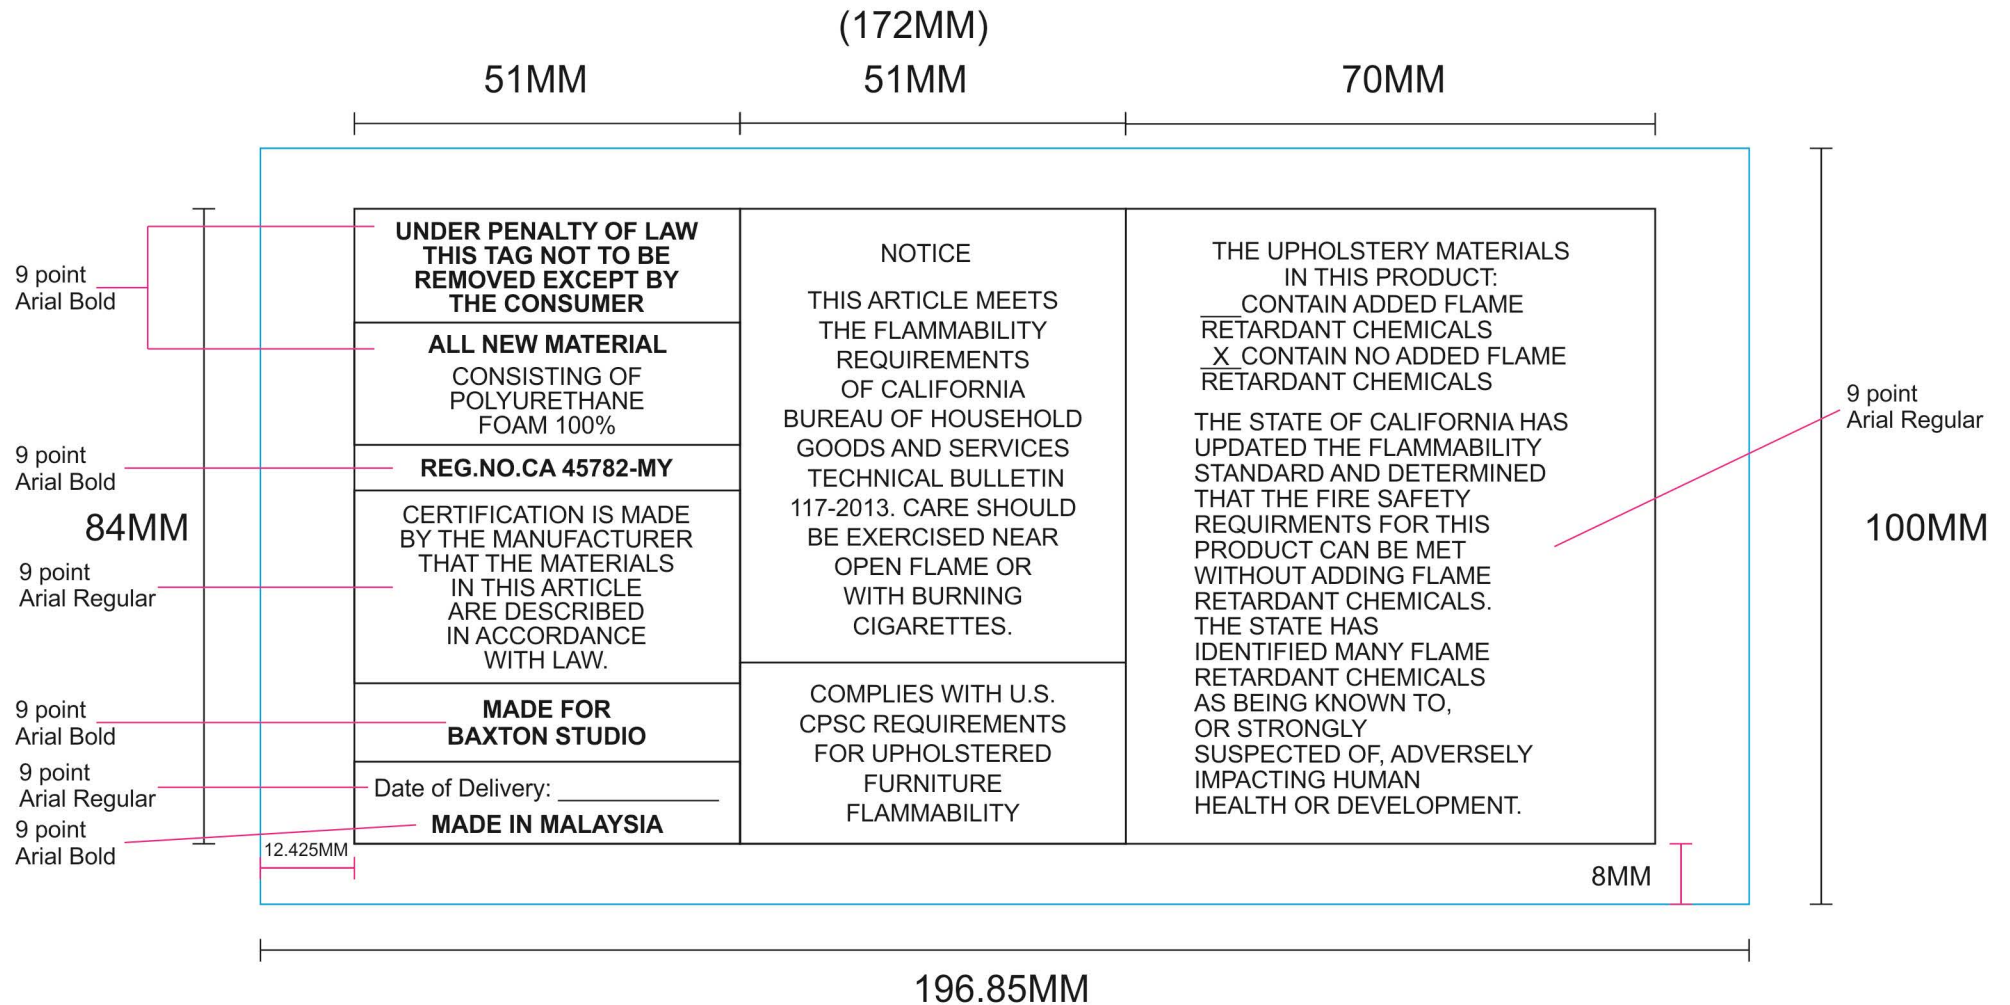 (172MM)
51MM
51MM
70MM
UNDER PENALTY OF LAW
THIS TAG NOT TO BE
REMOVED EXCEPT BY
THE CONSUMER
ALL NEW MATERIAL
CONSISTING OF
POLYURETHANE
FOAM 100%
REG.NO.CA 45782-MY
CERTIFICATION IS MADE
BY THE MANUFACTURER
THAT THE MATERIALS
IN THIS ARTICLE
ARE DESCRIBED
IN ACCORDANCE
WITH LAW.
MADE FOR
BAXTON STUDIO
Date of Delivery: ____________
MADE IN MALAYSIA
NOTICE
THIS ARTICLE MEETS
THE FLAMMABILITY
REQUIREMENTS
OF CALIFORNIA
BUREAU OF HOUSEHOLD
GOODS AND SERVICES
TECHNICAL BULLETIN
117-2013. CARE SHOULD
BE EXERCISED NEAR
OPEN FLAME OR
WITH BURNING
CIGARETTES.
COMPLIES WITH U.S.
CPSC REQUIREMENTS
FOR UPHOLSTERED
FURNITURE
FLAMMABILITY
THE UPHOLSTERY MATERIALS
IN THIS PRODUCT:
___CONTAIN ADDED FLAME
RETARDANT CHEMICALS
_X_CONTAIN NO ADDED FLAME
RETARDANT CHEMICALS
THE STATE OF CALIFORNIA HAS
UPDATED THE FLAMMABILITY
STANDARD AND DETERMINED
THAT THE FIRE SAFETY
REQUIRMENTS FOR THIS
PRODUCT CAN BE MET
WITHOUT ADDING FLAME
RETARDANT CHEMICALS.
THE STATE HAS
IDENTIFIED MANY FLAME
RETARDANT CHEMICALS
AS BEING KNOWN TO,
OR STRONGLY
SUSPECTED OF, ADVERSELY
IMPACTING HUMAN
HEALTH OR DEVELOPMENT.
9 point
Arial Bold
9 point
Arial Bold
84MM
9 point
Arial Regular
9 point
Arial Bold
9 point
Arial Regular
9 point
Arial Bold
12.425MM
9 point
Arial Regular
100MM
8MM
196.85MM